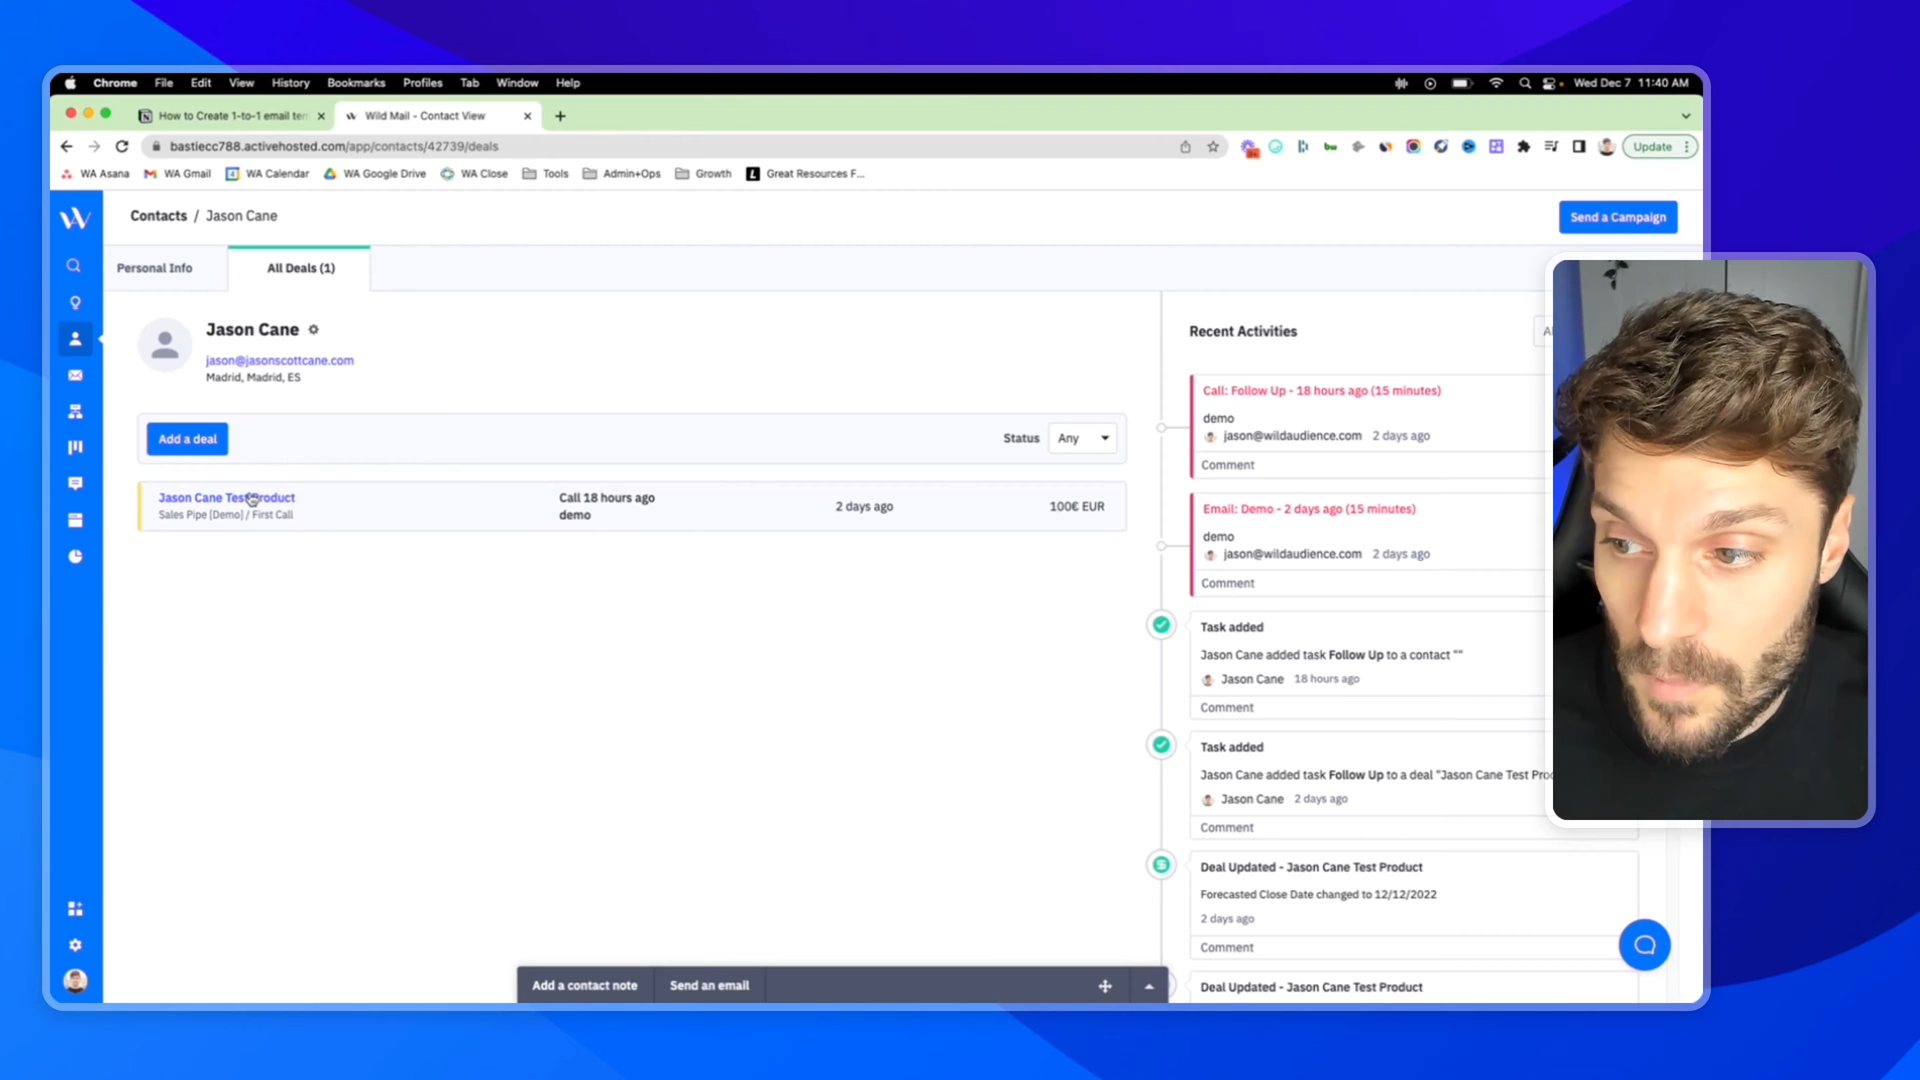 Chrome File Edit View History Bookmarks Profiles Tab Window Help
Wed Dec 7 11:40 AM
How to Create 1-to-1 email tem
Wild Mail - Contact View
bastiecc788.activehosted.com/app/contacts/42739/deals
Update
WA Asana WA Gmail WA Calendar WA Google Drive WA Close Tools Admin+Ops Growth Great Resources F...
Contacts / Jason Cane
Send a Campaign
Personal Info
All Deals (1)
Jason Cane
jason@jasonscottcane.com
Madrid, Madrid, ES
Add a deal
Status
Any
Jason Cane Test Product
Sales Pipe [Demo] / First Call
Call 18 hours ago
demo
2 days ago
100€ EUR
Recent Activities
Call: Follow Up - 18 hours ago (15 minutes)
demo
jason@wildaudience.com 2 days ago
Comment
Email: Demo - 2 days ago (15 minutes)
demo
jason@wildaudience.com 2 days ago
Comment
Task added
Jason Cane added task Follow Up to a contact ""
Jason Cane 18 hours ago
Comment
Task added
Jason Cane added task Follow Up to a deal "Jason Cane Test Pro
Jason Cane 2 days ago
Comment
Deal Updated - Jason Cane Test Product
Forecasted Close Date changed to 12/12/2022
2 days ago
Comment
Deal Updated - Jason Cane Test Product
Add a contact note
Send an email